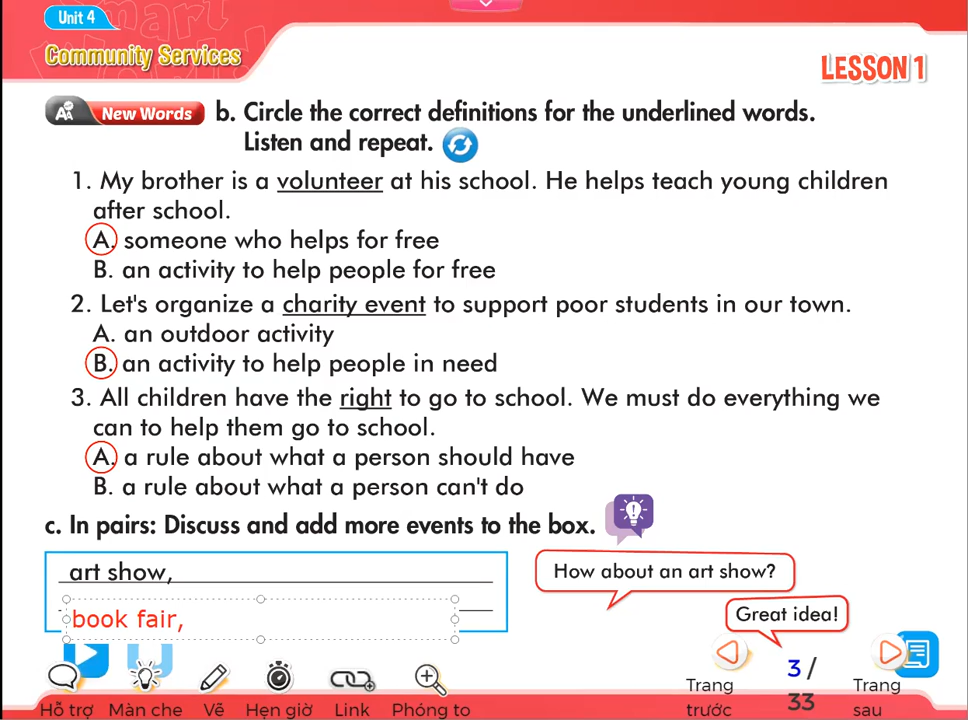 Unit 4
Community Services
LESSON 1
New Words b. Circle the correct definitions for the underlined words.
Listen and repeat.
1. My brother is a volunteer at his school. He helps teach young children
after school.
A. someone who helps for free
B. an activity to help people for free
2. Let's organize a charity event to support poor students in our town.
A. an outdoor activity
B. an activity to help people in need
3. All children have the right to go to school. We must do everything we
can to help them go to school.
A. a rule about what a person should have
B. a rule about what a person can't do
c. In pairs: Discuss and add more events to the box.
art show,
How about an art show?
book fair,
Great idea!
Hỗ trợ Màn che Vẽ Hẹn giờ Link Phóng to
Trang
trước
3 /
33
Trang
sau